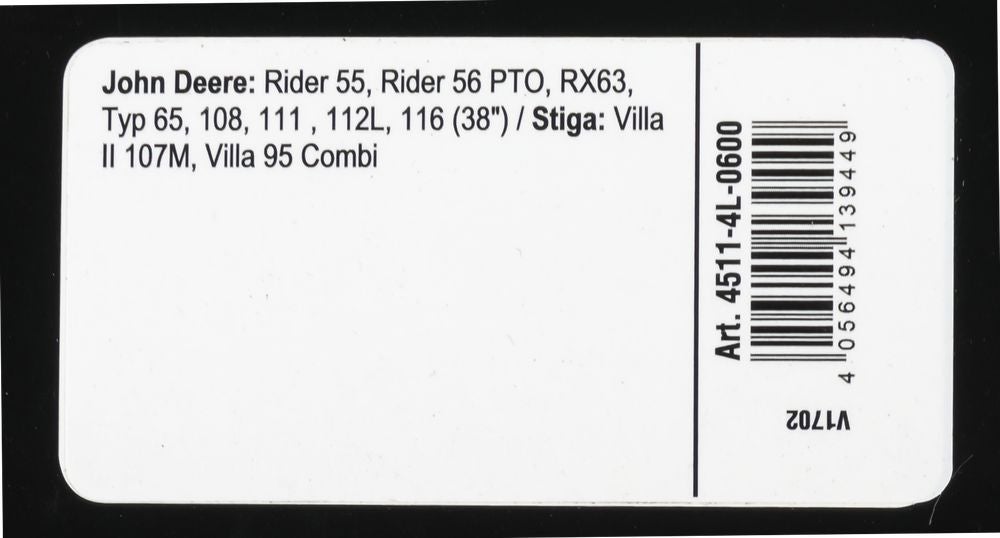 John Deere: Rider 55, Rider 56 PTO, RX63,
Typ 65, 108, 111 , 112L, 116 (38") / Stiga: Villa
II 107M, Villa 95 Combi
Art. 4511-4L-0600
4 056494 139449
V1702